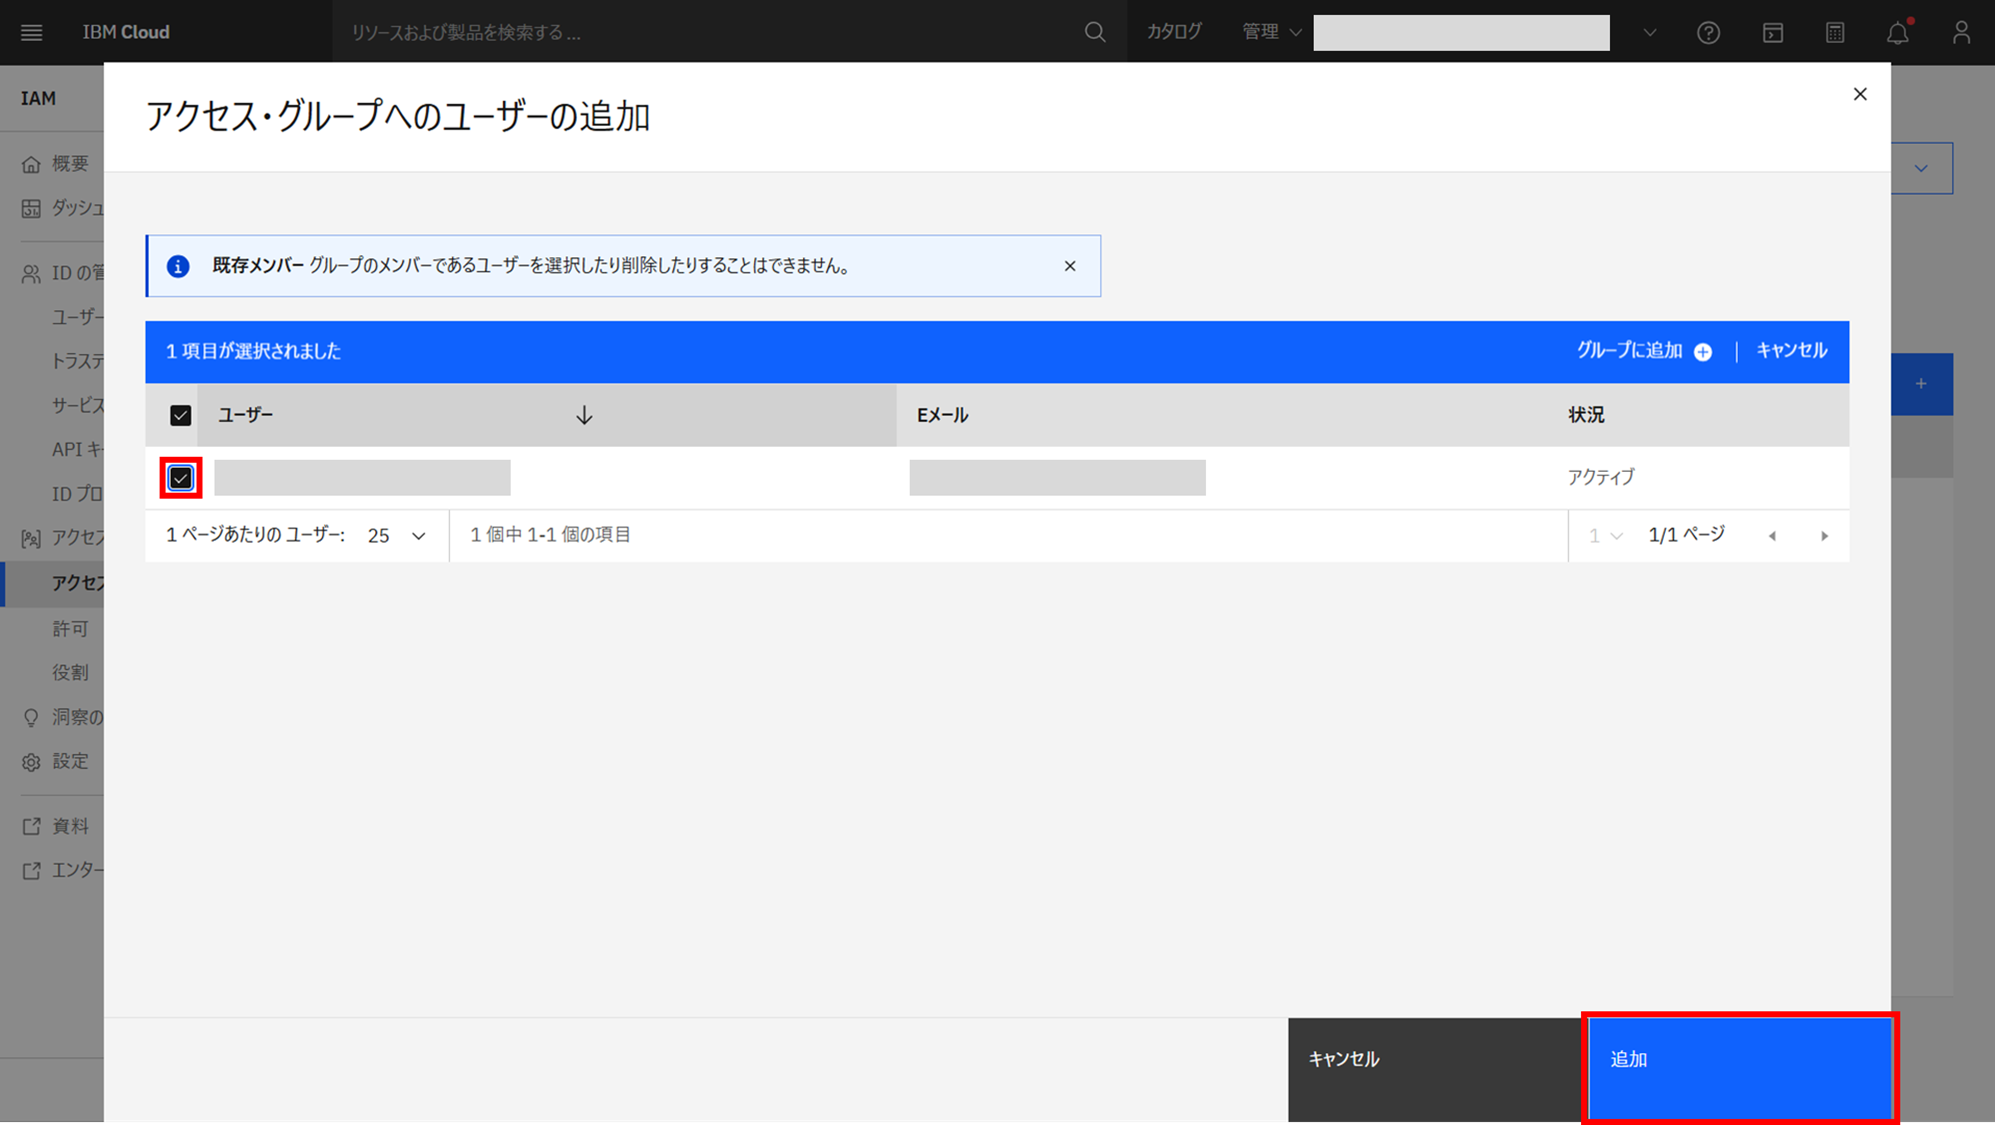 IBM Cloud
リソースおよび製品を検索する ...
カタログ
管理
IAM
概要
ダッシュ
ID の管
ユーザー
トラステ
サービス
API キー
ID プロ
アクセス
アクセス
許可
役割
洞察の
設定
資料
エンター
アクセス・グループへのユーザーの追加
既存メンバー グループのメンバーであるユーザーを選択したり削除したりすることはできません。
1 項目が選択されました
グループに追加
キャンセル
ユーザー
Eメール
状況
アクティブ
1 ページあたりの ユーザー: 25
1 個中 1-1 個の項目
1
1/1 ページ
キャンセル
追加